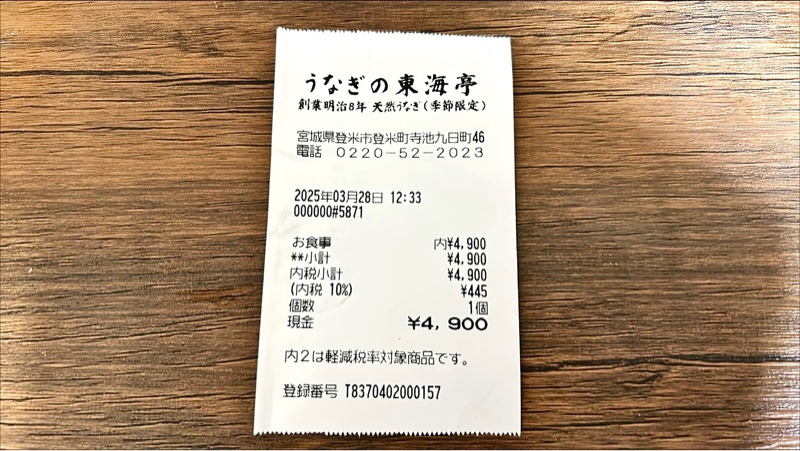 うなぎの東海亭
創業明治8年 天然うなぎ(季節限定)
宮城県登米市登米町寺池九日町46
電話 0220-52-2023
2025年03月28日 12:33
000000#5871
お食事 内¥4,900
**小計 ¥4,900
内税小計 ¥4,900
(内税 10%) ¥445
個数 1個
現金 ¥4,900
内2は軽減税率対象商品です。
登録番号 T8370402000157